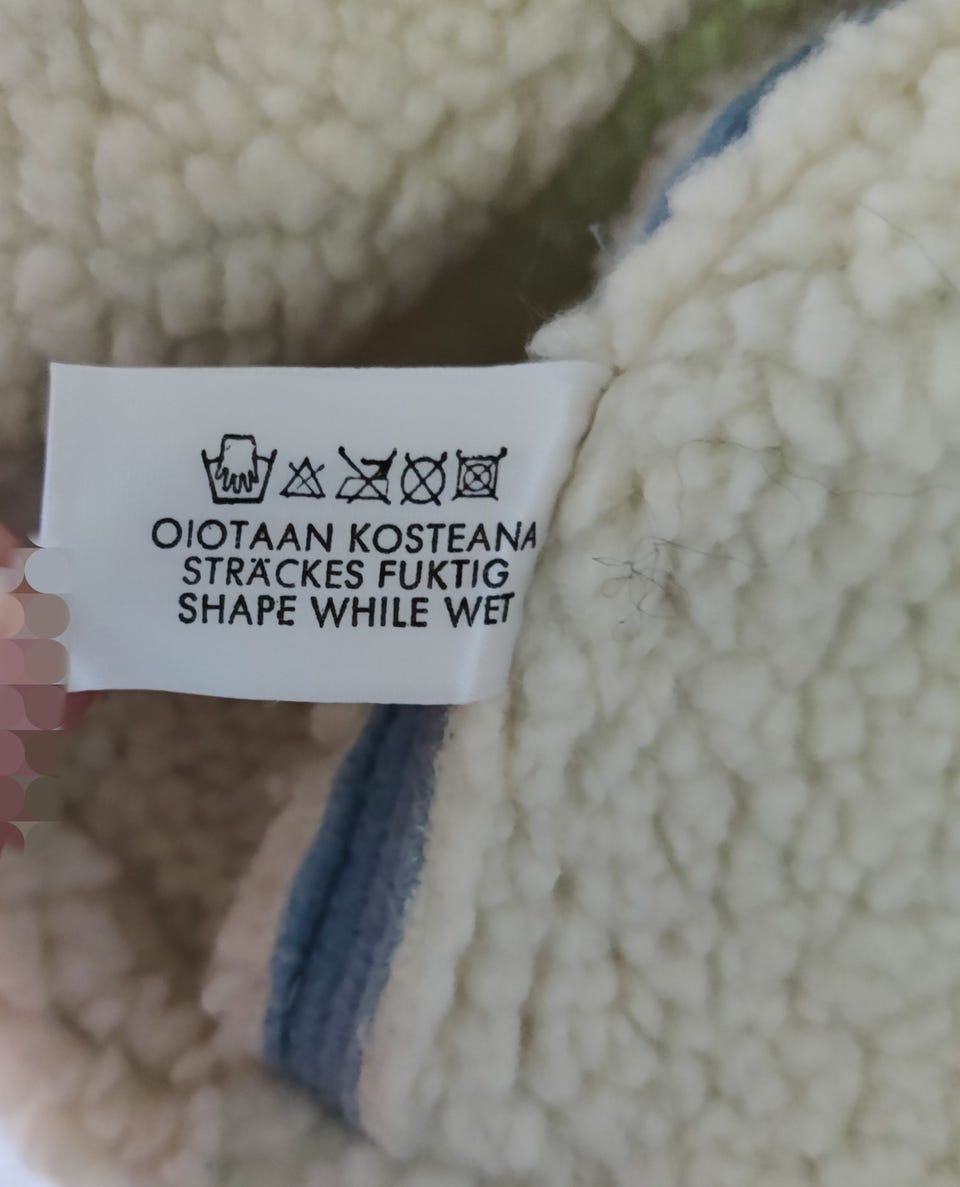 OIOTAAN KOSTEANA
STRÄCKES FUKTIG
SHAPE WHILE WET